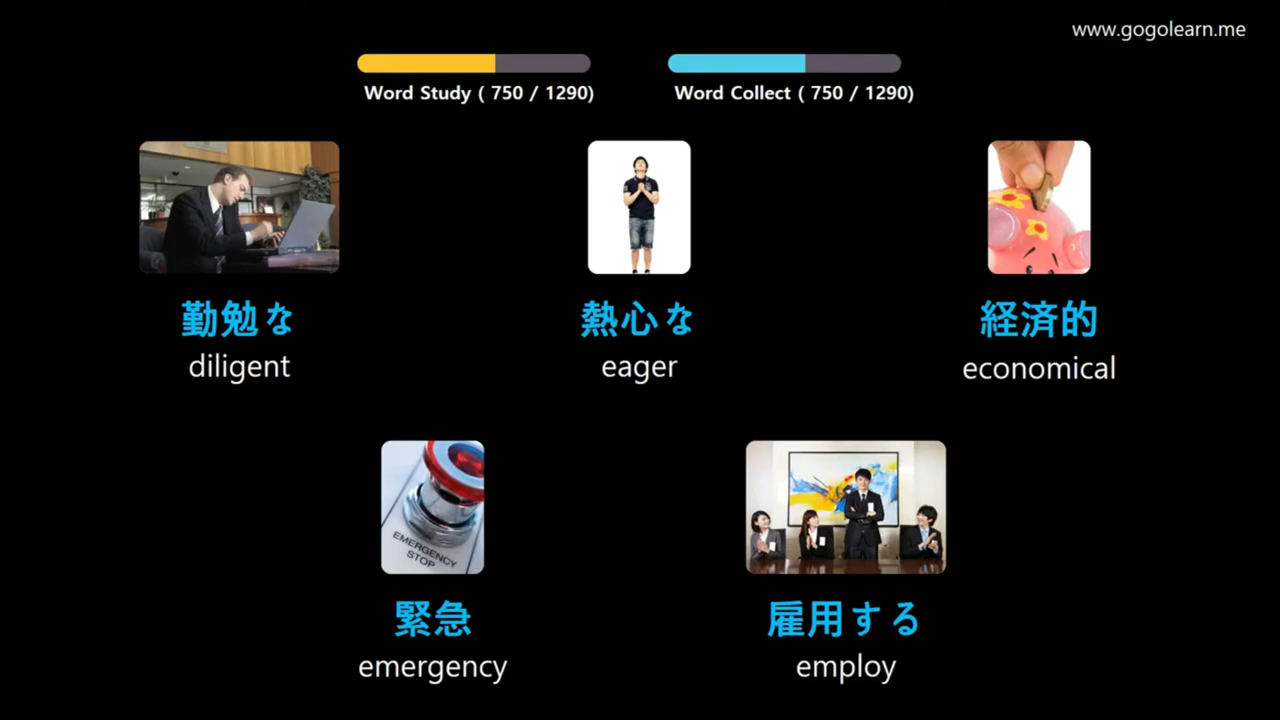 www.gogolearn.me
Word Study ( 750 / 1290)
Word Collect ( 750 / 1290)
勤勉な
diligent
熱心な
eager
経済的
economical
EMERGENCY
STOP
緊急
emergency
雇用する
employ